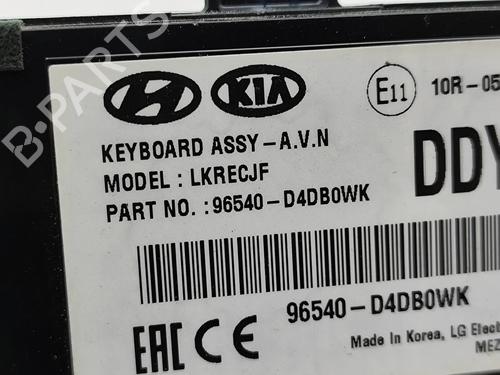 B-PARTS
KIA
E11 10R-05
KEYBOARD ASSY-A.V.N
MODEL : LKRECJF
DDY
PART NO. : 96540-D4DB0WK
96540-D4DB0WK
EAC CE
Made in Korea, LG Elect
MEZ